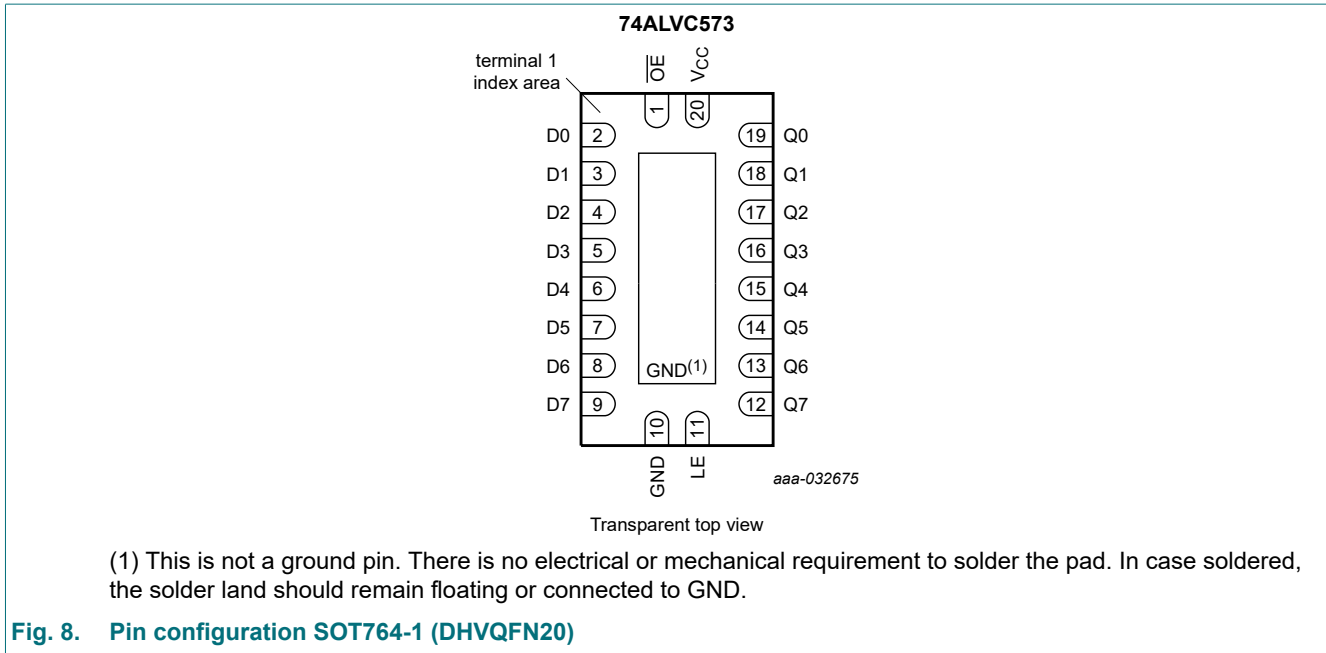 74ALVC573
terminal 1
index area
OE
VCC
1
20
D0 2 19 Q0
D1 3 18 Q1
D2 4 17 Q2
D3 5 16 Q3
D4 6 15 Q4
D5 7 14 Q5
D6 8 GND(1) 13 Q6
D7 9 12 Q7
10
11
GND
LE
aaa-032675
Transparent top view
(1) This is not a ground pin. There is no electrical or mechanical requirement to solder the pad. In case soldered,
the solder land should remain floating or connected to GND.
Fig. 8. Pin configuration SOT764-1 (DHVQFN20)